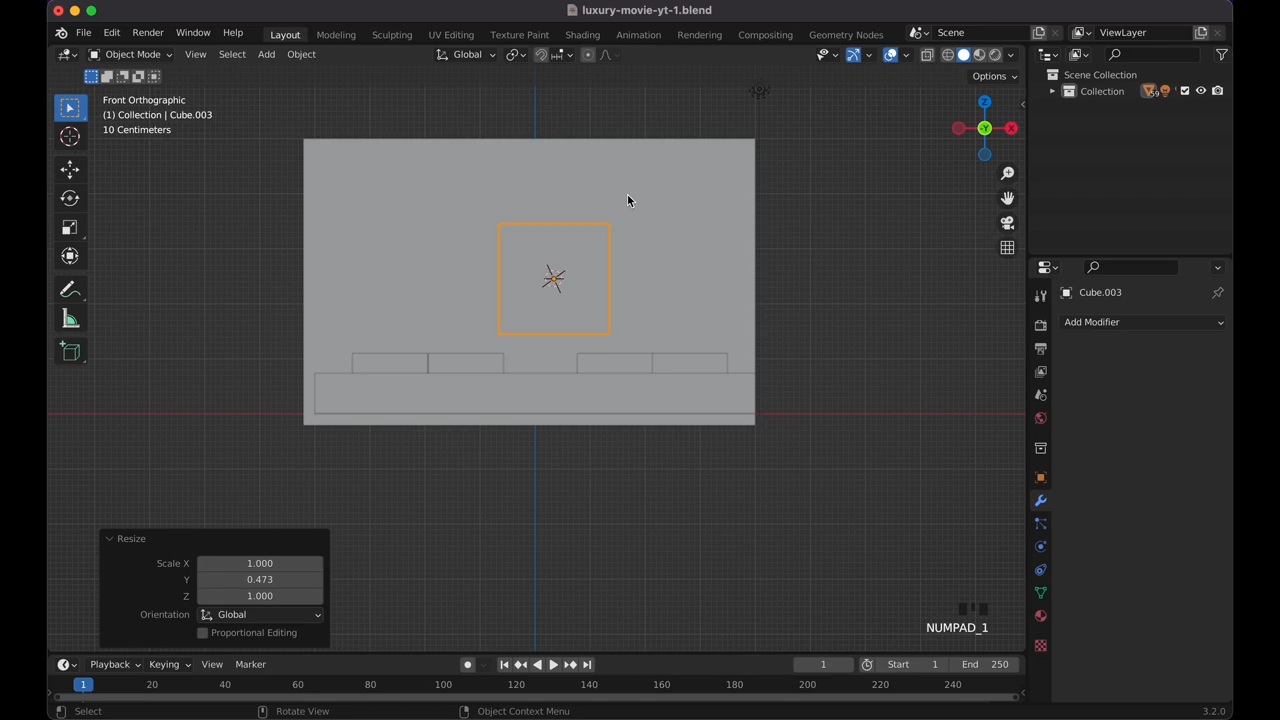 luxury-movie-yt-1.blend
File Edit Render Window Help Layout Modeling Sculpting UV Editing Texture Paint Shading Animation Rendering Compositing Geometry Nodes Scene ViewLayer
Object Mode View Select Add Object Global
Options
Scene Collection
Collection 59
Front Orthographic
(1) Collection | Cube.003
10 Centimeters
Z
-Y X
Cube.003
Add Modifier
Resize
Scale X 1.000
Y 0.473
Z 1.000
Orientation Global
Proportional Editing
NUMPAD_1
Playback Keying View Marker 1 Start 1 End 250
1 20 40 60 80 100 120 140 160 180 200 220 240
Select Rotate View Object Context Menu 3.2.0